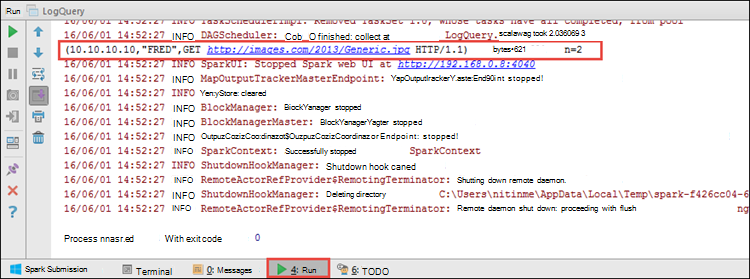 Run LogQuery
16/06/01 14:52:27 INFO TaskSchedulerImpl: Removed TaskSet 1.0, whose tasks have all completed, from pool
16/06/01 14:52:27 INFO DAGScheduler: Cob_O finished: collect at LogQuery.scalawag took 2.036069 3
(10.10.10.10,"FRED",GET http://images.com/2013/Generic.jpg HTTP/1.1) bytes•621 n=2
16/06/01 14:52:27 INFO SparkUI: Stopped Spark web UI at http://192.168.0.8:4040
16/06/01 14:52:27 INFO MapOutputTrackerMasterEndpoint: YapOutputlrackerY.aste:End90int stopped!
16/06/01 14:52:27 INFO Yen:yStore: cleared
16/06/01 14:52:27 INFO BlockManager: BlockYanager stopped
16/06/01 14:52:27 INFO BlockManagerMaster: BlockYanagerYagter stopped
16/06/01 14:52:27 INFO OutpuzCozizCoo:dinazot$OuzpuzCozizCoordinazor Endpoint: stopped!
16/06/01 14:52:27 INFO SparkContext: Successfully stopped SparkContext
16/06/01 14:52:27 INFO ShutdownHookManager: Shutdown hook caned
16/06/01 14:52:27 INFO RemoteActorRefProvider$RemotingTerminator: Shutting down remote daemon.
16/06/01 14:52:27 INFO ShutdownHookManager: Deleting directory C:\Users\nitinme\AppData\Local\Temp\spark-f426cc04-6
16/06/01 14:52:27 INFO RemoteActorRefProvider$RemotingTerminator: Remote daemon shut down: proceeding with flush ng
Process nnasr.ed With exit code 0
Spark Submission Terminal 0: Messages 4: Run 6: TODO